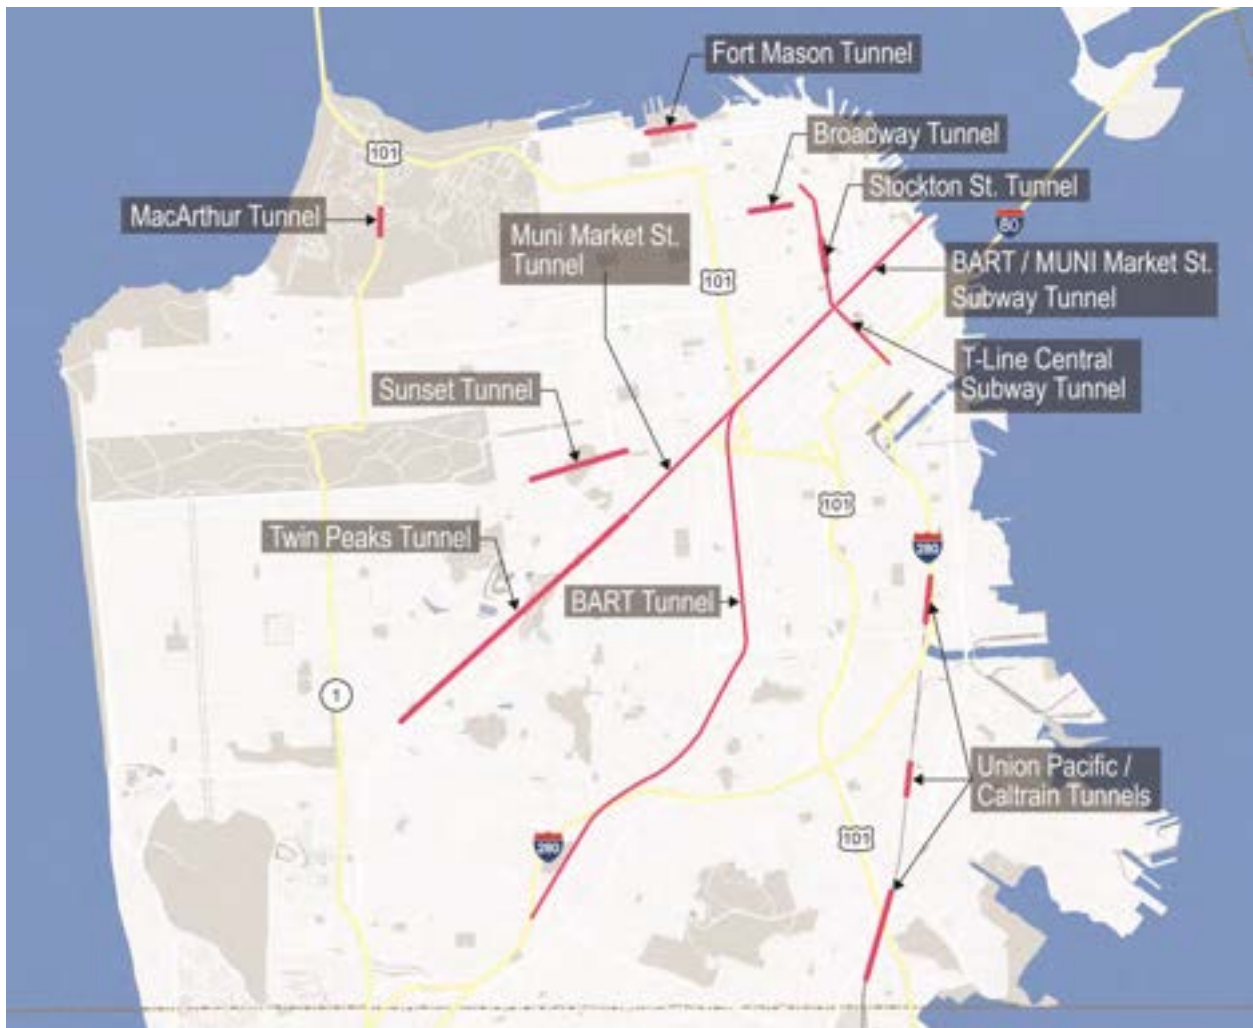 Fort Mason Tunnel
Broadway Tunnel
101
Stockton St. Tunnel
MacArthur Tunnel
80
Muni Market St.
Tunnel
101
BART / MUNI Market St.
Subway Tunnel
T-Line Central
Subway Tunnel
Sunset Tunnel
101
Twin Peaks Tunnel
280
BART Tunnel
1
Union Pacific /
Caltrain Tunnels
101
280